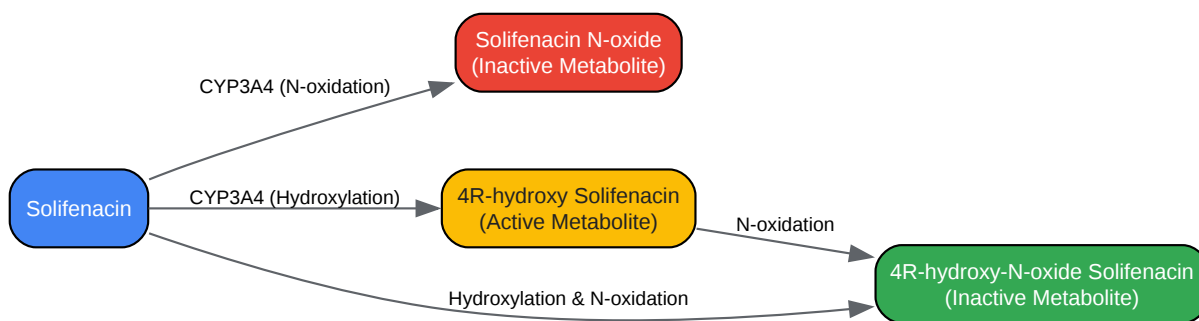 Solifenacin N-oxide
(Inactive Metabolite)
CYP3A4 (N-oxidation)
Solifenacin
CYP3A4 (Hydroxylation)
4R-hydroxy Solifenacin
(Active Metabolite)
N-oxidation
Hydroxylation & N-oxidation
4R-hydroxy-N-oxide Solifenacin
(Inactive Metabolite)